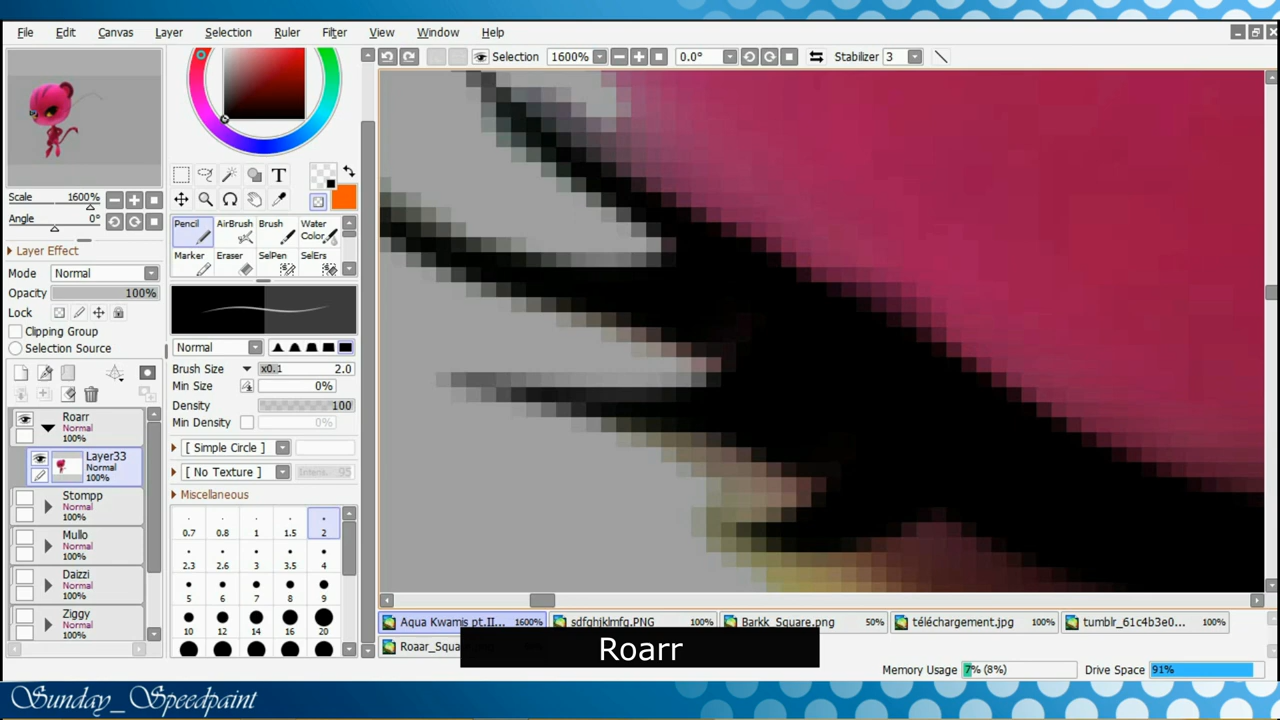 File Edit Canvas Layer Selection Ruler Filter View Window Help
Selection 1600% 0.0° Stabilizer 3
Scale 1600%
Angle 0°
Layer Effect
Mode Normal
Opacity 100%
Lock
Clipping Group
Selection Source
Roarr
Normal
100%
Layer33
Normal
100%
Stompp
Normal
100%
Mullo
Normal
100%
Daizzi
Normal
100%
Ziggy
Normal
100%
T
Pencil AirBrush Brush Water Color
Marker Eraser SelPen SelErs
Normal
Brush Size x0.1 2.0
Min Size 0%
Density 100
Min Density 0%
[ Simple Circle ]
[ No Texture ] 95
Miscellaneous
0.7 0.8 1 1.5 2
2.3 2.6 3 3.5 4
5 6 7 8 9
10 12 14 16 20
Aqua Kwamis pt.II... 1600% sdfghjklmfg.PNG 100% Barkk_Square.png 50% téléchargement.jpg 100% tumblr_61c4b3e0... 100%
Roarr
Memory Usage 7% (8%) Drive Space 91%
Sunday_Speedpaint